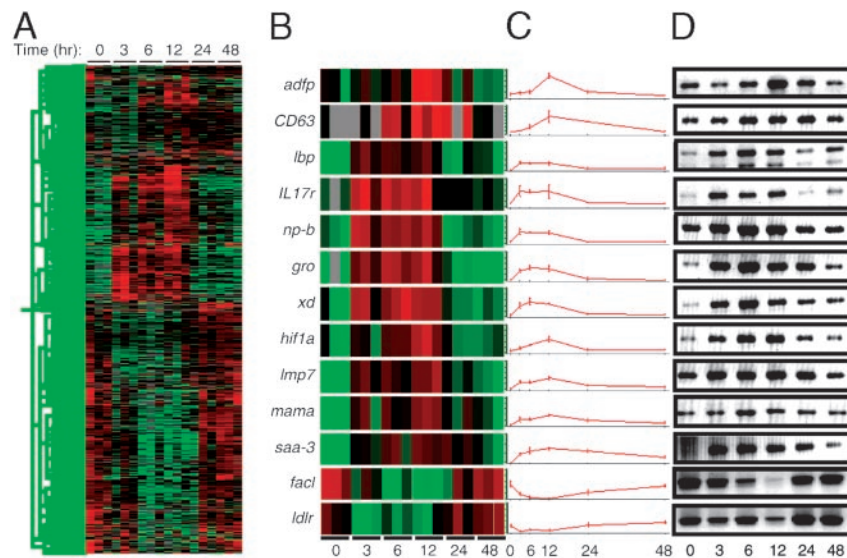 A
B
C
D
Time (hr): 0 3 6 12 24 48
adfp
CD63
lbp
IL17r
np-b
gro
xd
hif1a
lmp7
mama
saa-3
facl
ldlr
0 3 6 12 24 48
0 6 12 24 48
0 3 6 12 24 48